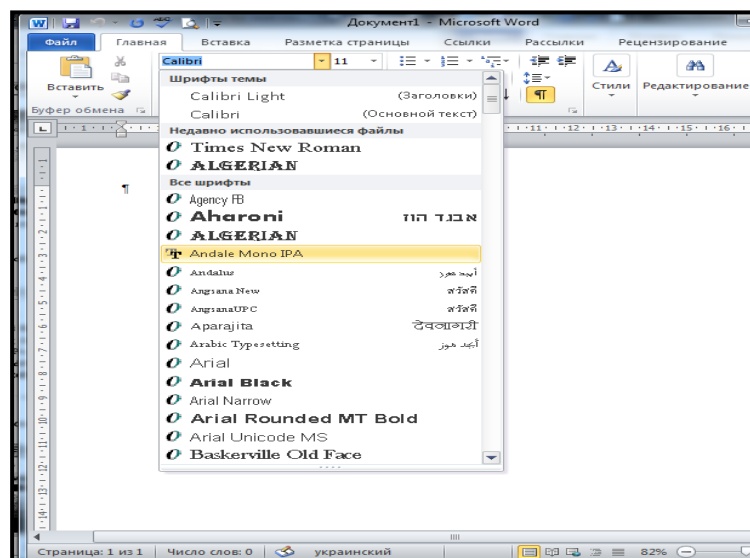 Документ1 - Microsoft Word
Файл Главная Вставка Разметка страницы Ссылки Рассылки Рецензирование
Calibri 11
Вставить
Стили Редактирование
Буфер обмена
Шрифты темы
Calibri Light (Заголовки)
Calibri (Основной текст)
Недавно использовавшиеся файлы
Times New Roman
ALGERIAN
Все шрифты
Agency FB
Aharoni אבגד הוז
ALGERIAN
Andale Mono IPA
Andalus أبجد هوز
Angsana New สวัสดี
AngsanaUPC สวัสดี
Aparajita देवनागरी
Arabic Typesetting أبجد هوز
Arial
Arial Black
Arial Narrow
Arial Rounded MT Bold
Arial Unicode MS
Baskerville Old Face
Страница: 1 из 1 Число слов: 0 украинский 82%